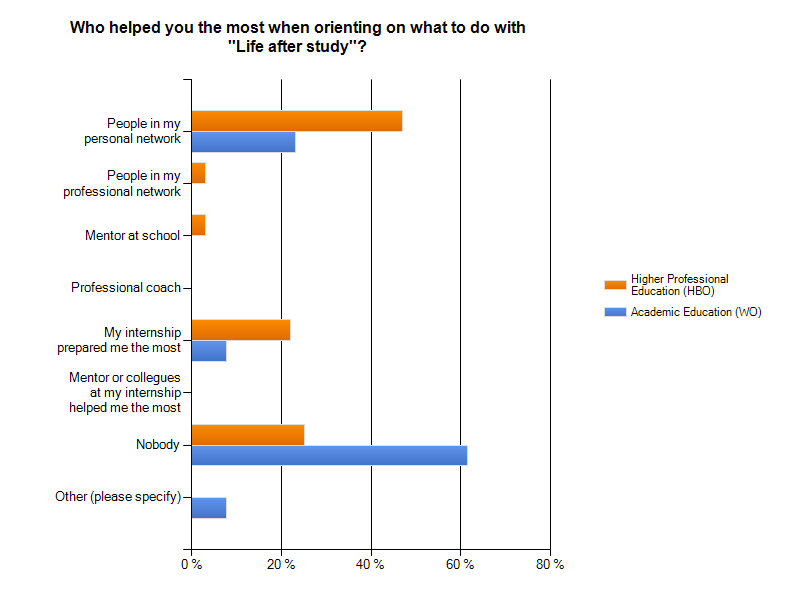 Who helped you the most when orienting on what to do with
"Life after study"?
People in my
personal network
People in my
professional network
Mentor at school
Professional coach
My internship
prepared me the most
Mentor or collegues
at my internship
helped me the most
Nobody
Other (please specify)
0 %
20 %
40 %
60 %
80 %
Higher Professional
Education (HBO)
Academic Education (WO)